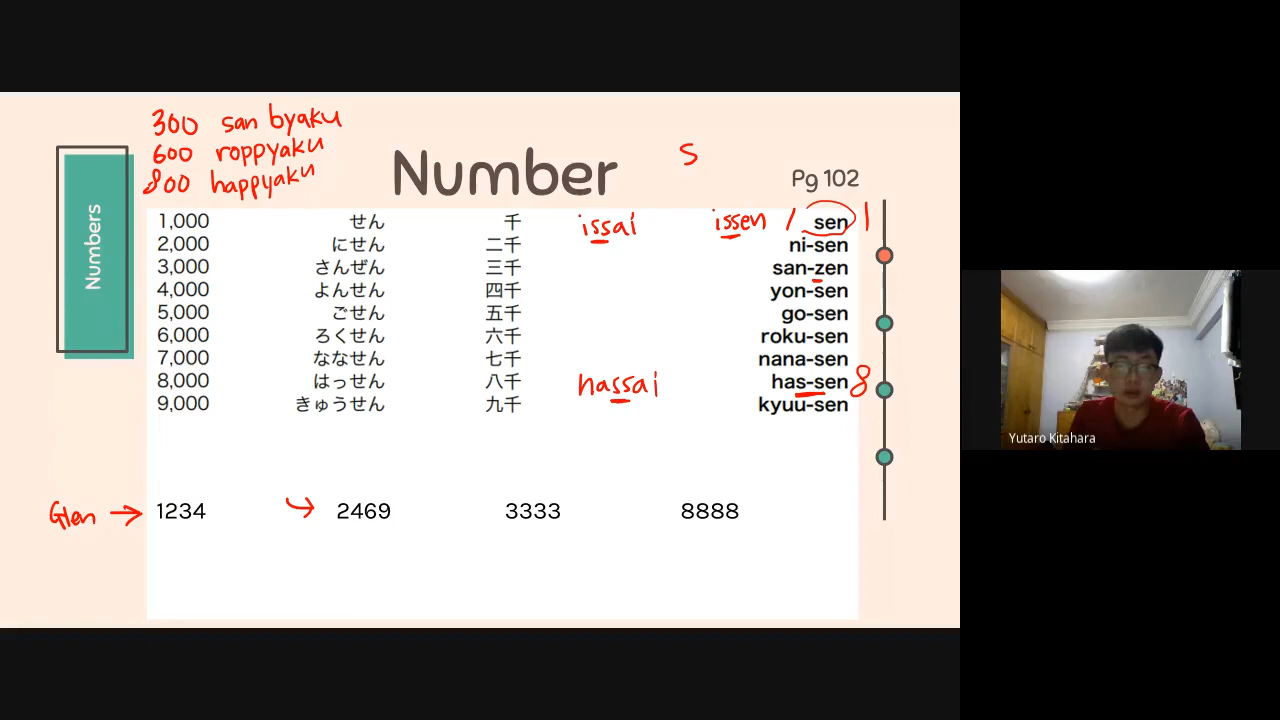 300 san byaku
600 roppyaku
800 happyaku
Numbers
Number
S
Pg 102
1,000 せん 千 issai issen / sen 1
2,000 にせん 二千 ni-sen
3,000 さんぜん 三千 san-zen
4,000 よんせん 四千 yon-sen
5,000 ごせん 五千 go-sen
6,000 ろくせん 六千 roku-sen
7,000 ななせん 七千 nana-sen
8,000 はっせん 八千 hassai has-sen 8
9,000 きゅうせん 九千 kyuu-sen
Glen → 1234 2469 3333 8888
Yutaro Kitahara